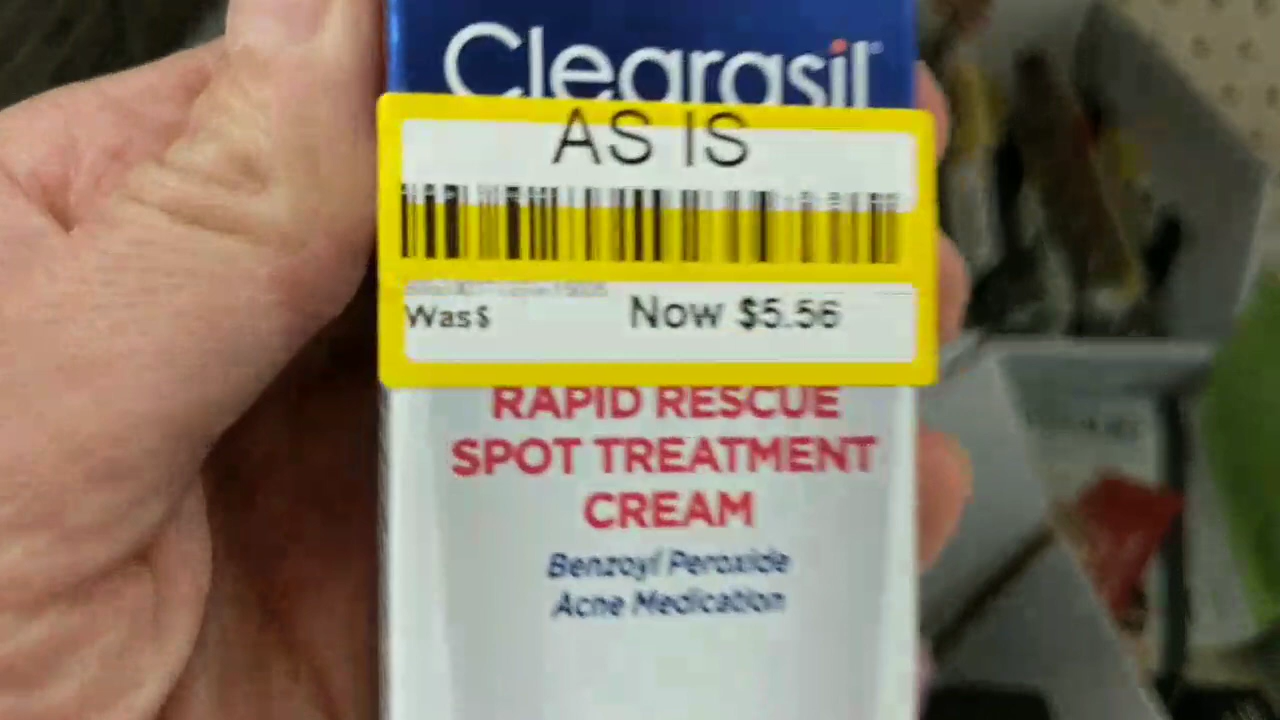 Clearasil
AS IS
Was$ Now $5.56
RAPID RESCUE
SPOT TREATMENT
CREAM
Benzoyl Peroxide
Acne Medication